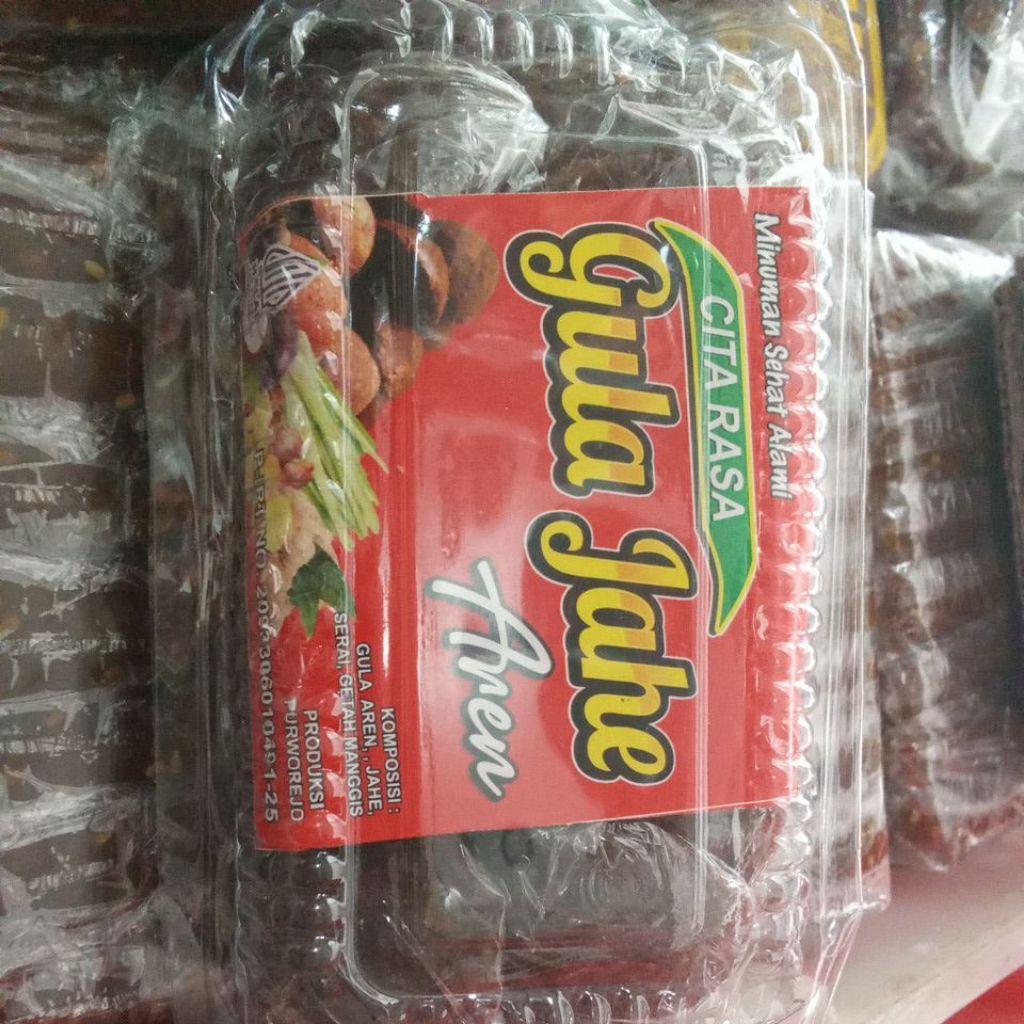 Minuman Sehat Alami
CITA RASA
Gula Jahe
Aren
KOMPOSISI :
GULA AREN, , JAHE,
SERAI, GETAH MANGGIS
PRODUKSI
PURWOREJO